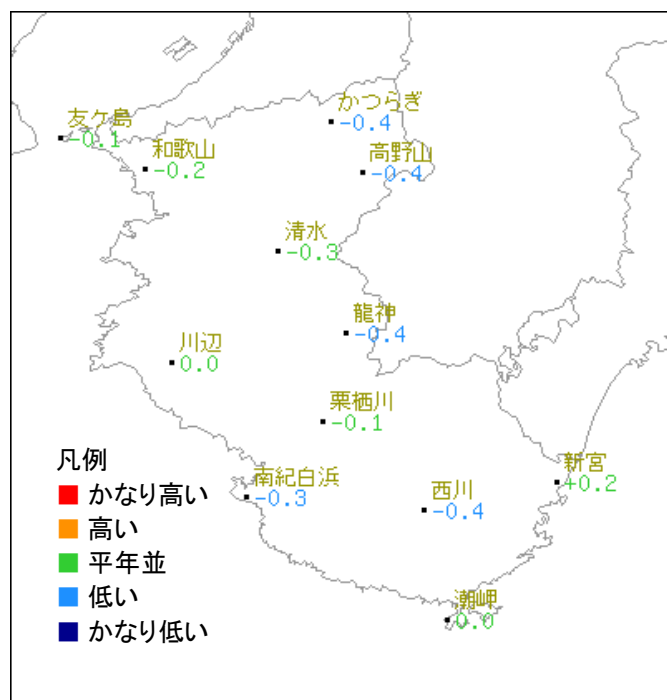 かつらぎ
-0.4
友ケ島
-0.1
和歌山
-0.2
高野山
-0.4
清水
-0.3
龍神
-0.4
川辺
0.0
栗栖川
-0.1
南紀白浜
-0.3
西川
-0.4
新宮
+0.2
潮岬
0.0
凡例
かなり高い
高い
平年並
低い
かなり低い